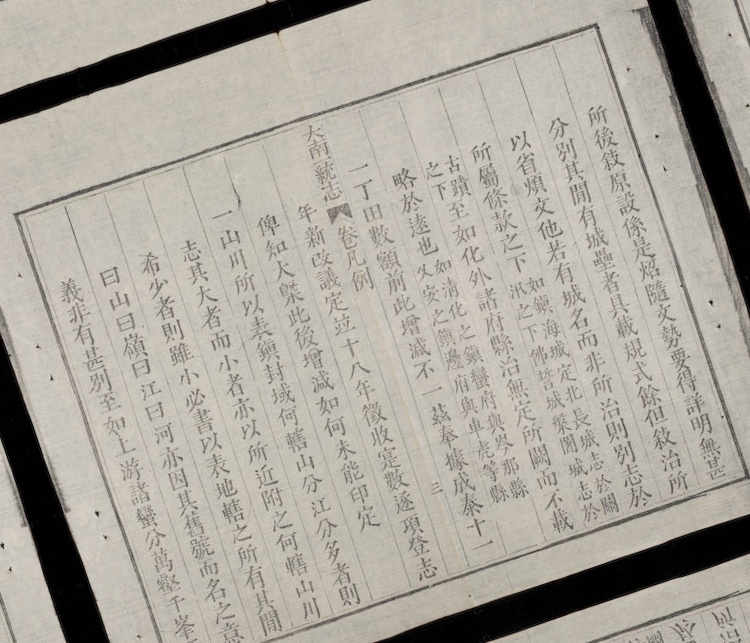 所後敍原設係是炤隨文勢要得詳明無甚
分別其間有城壘者具載規式餘但敍治所
以省煩文他若有城名而非所治則別志於
所屬條款之下如鎮海城定北長城志於關
汛之下佛誓城槃闍城志於
古蹟
之下至如化外諸府縣治無定所闕而不載
略於遠也如清化之鎮蠻府與岑那縣
久安之鎮邊府與車虎等縣
一丁田數額前此增減不一茲奉據成泰十一
年新改議定並十八年徵收寔數逐項登志
大南一統志 卷凡例 三
俾知大槩此後增減如何未能印定
一山川所以奠鎮封域何轄山分江分多者則
志其大者而小者亦以所近附之何轄山川
希少者則雖小必書以表地轄之所有其間
曰山曰嶺曰江曰河亦因其舊號而名之意
義非有甚別至如上游諸蠻分萬壑千峯